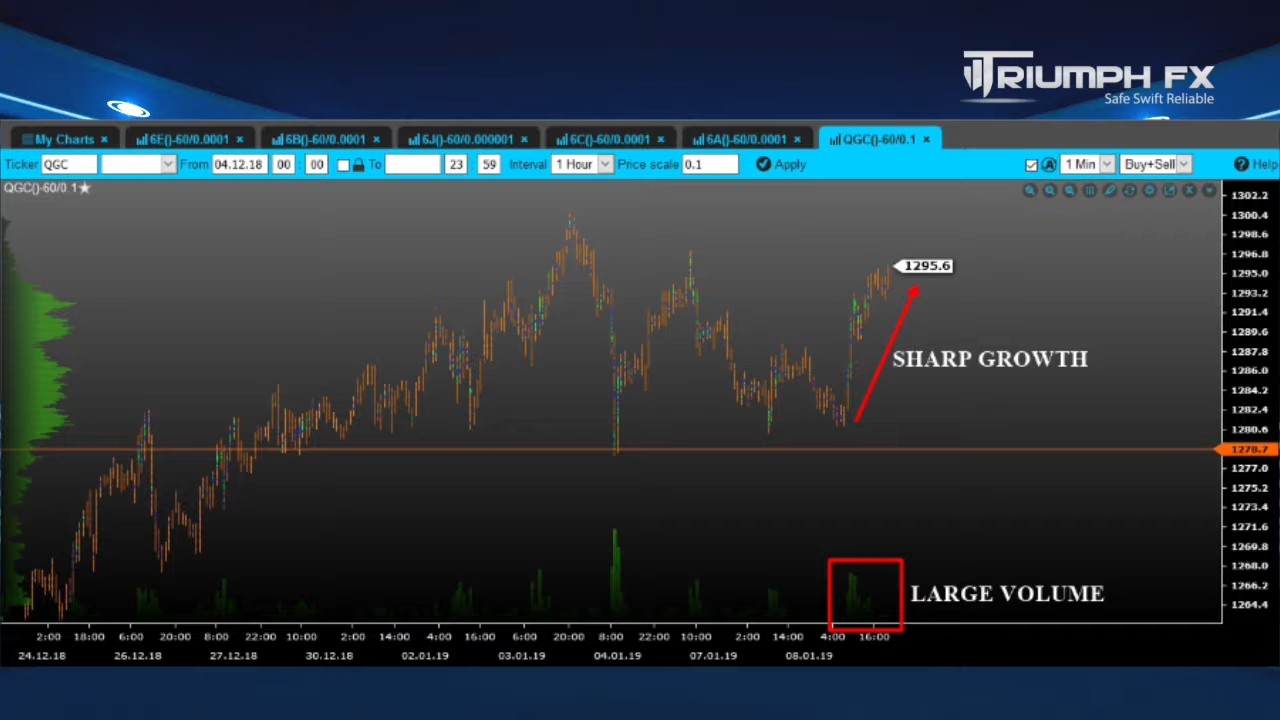 TRIUMPH FX
Safe Swift Reliable
My Charts × 6E()-60/0.0001 × 6B()-60/0.0001 × 6J()-60/0.000001 × 6C()-60/0.0001 × 6A()-60/0.0001 × QGC()-60/0.1 ×
Ticker QGC From 04.12.18 00 : 00 To 23 : 59 Interval 1 Hour Price scale 0.1 Apply 1 Min Buy+Sell Help
QGC()-60/0 1★
1302.2
1300.4
1298.6
1296.8
1295.6
1295.0
1293.2
1291.4
1289.6
1287.8
SHARP GROWTH
1286.0
1284.2
1282.4
1280.6
1278.7
1277.0
1275.2
1273.4
1271.6
1269.8
1268.0
1266.2
LARGE VOLUME
1264.4
2:00 18:00 6:00 20:00 8:00 22:00 10:00 2:00 14:00 4:00 16:00 6:00 20:00 8:00 22:00 10:00 2:00 14:00 4:00 16:00
24.12.18 26.12.18 27.12.18 30.12.18 02.01.19 03.01.19 04.01.19 07.01.19 08.01.19